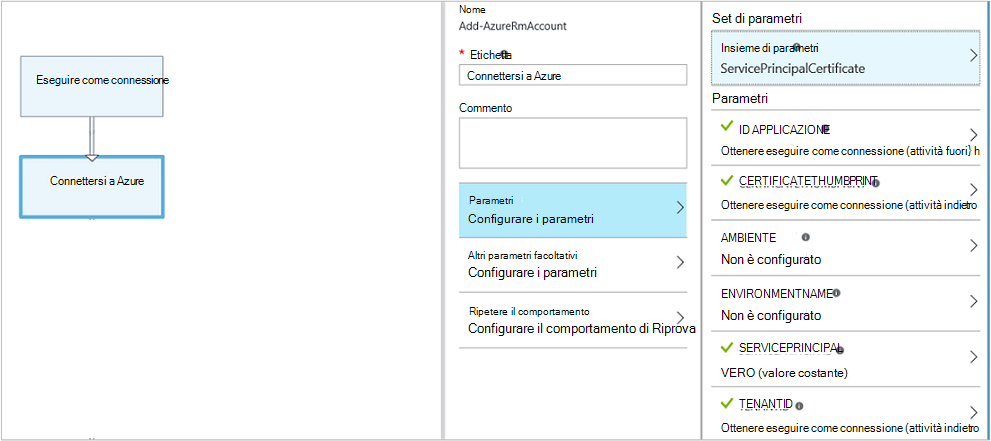 Eseguire come connessione
Connettersi a Azure
Nome
Add-AzureRmAccount
* Etichetta
Connettersi a Azure
Commento
Parametri
Configurare i parametri
Altri parametri facoltativi
Configurare i parametri
Ripetere il comportamento
Configurare il comportamento di Riprova
Set di parametri
Insieme di parametri
ServicePrincipalCertificate
Parametri
ID APPLICAZIONE
Ottenere eseguire come connessione (attività fuori} h
CERTIFICATETHUMBPRINT
Ottenere eseguire come connessione (attività indietro
AMBIENTE
Non è configurato
ENVIRONMENTNAME
Non è configurato
SERVICEPRINCIPAL
VERO (valore costante)
TENANTID
Ottenere eseguire come connessione (attività indietro